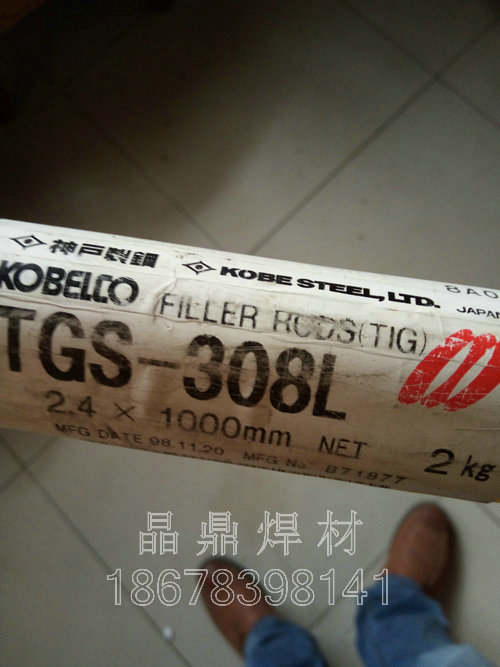 神戸製鋼
KOBE STEEL, LTD.
KOBELCO
FILLER RODS(TIG)
JAPAN
TGS-308L
2.4 × 1000mm NET 2 kg
MFG DATE 98.11.20 MFG No. B71877
晶鼎焊材
18678398141